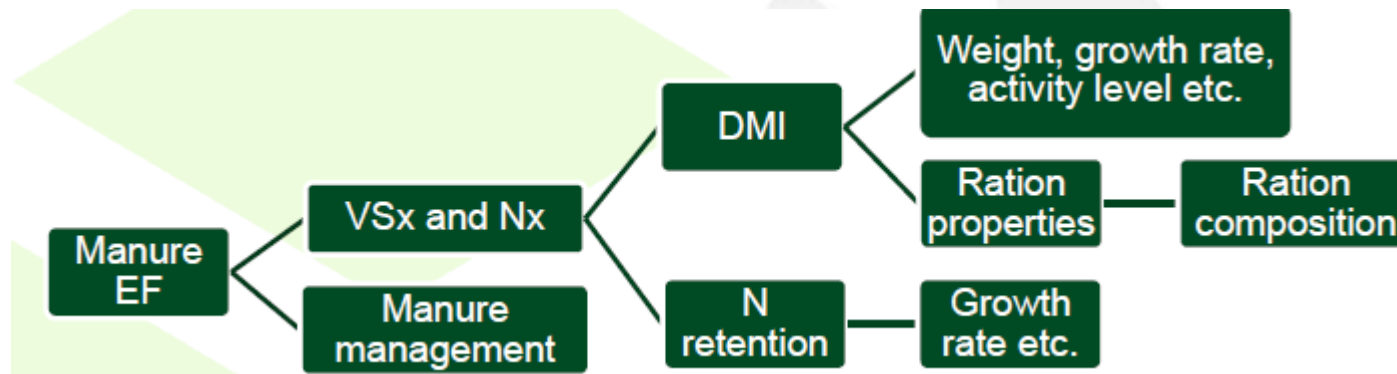 Manure
EF
VSx and Nx
Manure
management
DMI
N
retention
Weight, growth rate,
activity level etc.
Ration
properties
Growth
rate etc.
Ration
composition